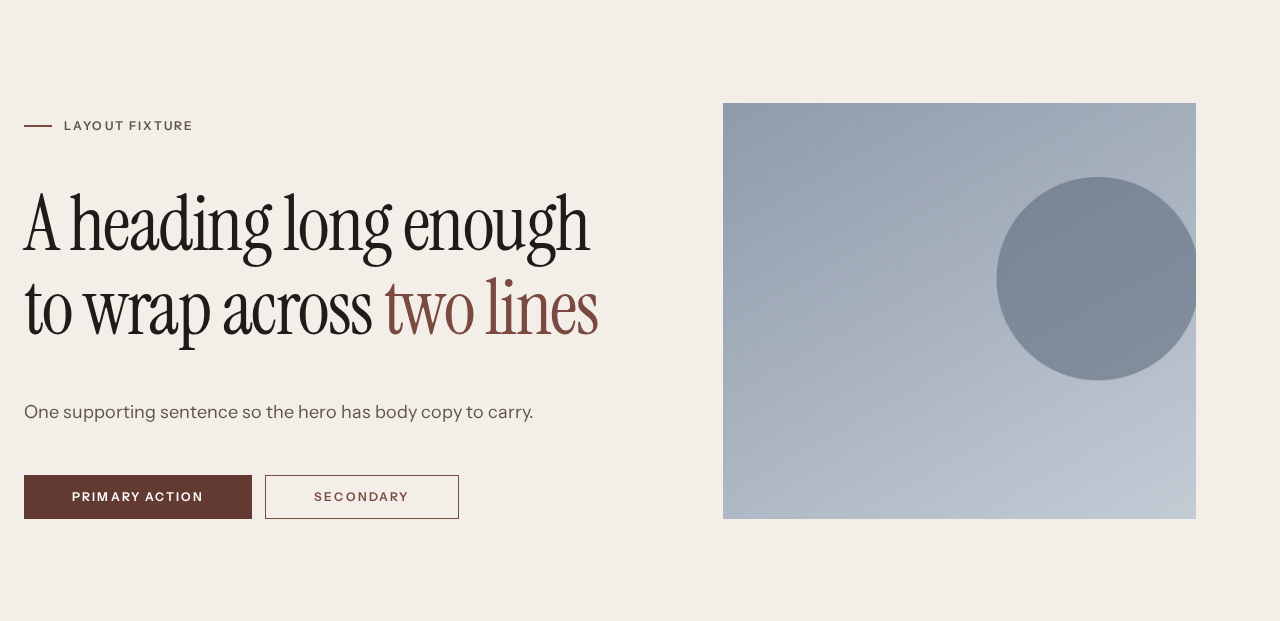 LAYOUT FIXTURE
A heading long enough
to wrap across two lines
One supporting sentence so the hero has body copy to carry.
PRIMARY ACTION
SECONDARY